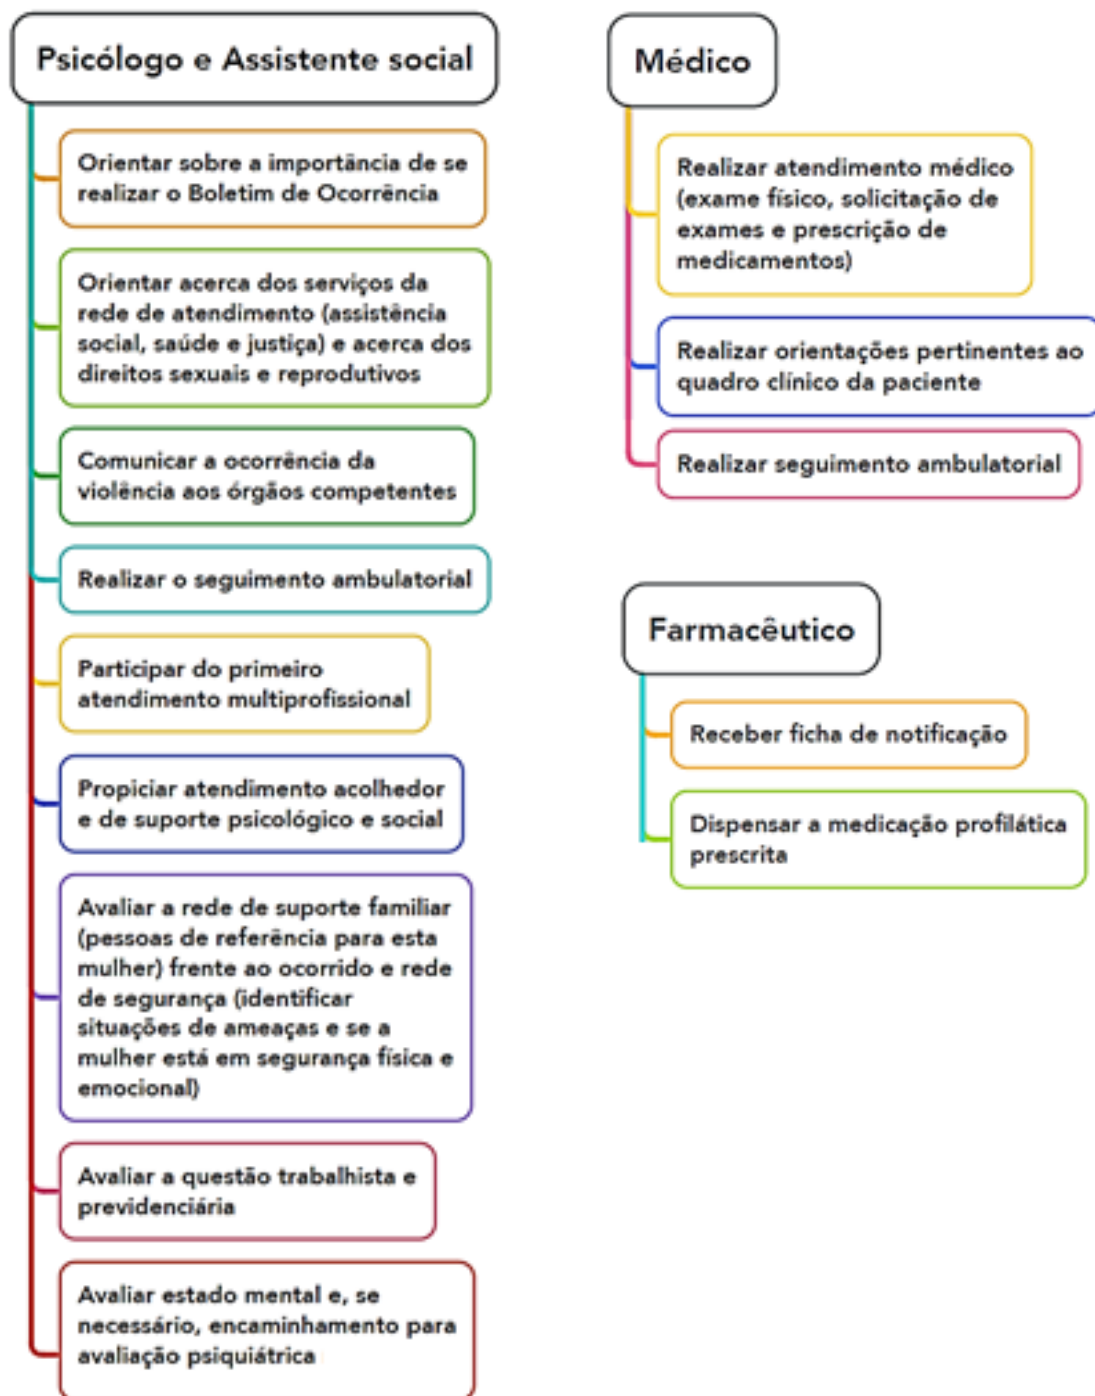 Psicólogo e Assistente social
Orientar sobre a importância de se
realizar o Boletim de Ocorrência
Orientar acerca dos serviços da
rede de atendimento (assistência
social, saúde e justiça) e acerca dos
direitos sexuais e reprodutivos
Comunicar a ocorrência da
violência aos órgãos competentes
Realizar o seguimento ambulatorial
Participar do primeiro
atendimento multiprofissional
Propiciar atendimento acolhedor
e de suporte psicológico e social
Avaliar a rede de suporte familiar
(pessoas de referência para esta
mulher) frente ao ocorrido e rede
de segurança (identificar
situações de ameaças e se a
mulher está em segurança física e
emocional)
Avaliar a questão trabalhista e
previdenciária
Avaliar estado mental e, se
necessário, encaminhamento para
avaliação psiquiátrica
Médico
Realizar atendimento médico
(exame físico, solicitação de
exames e prescrição de
medicamentos)
Realizar orientações pertinentes ao
quadro clínico da paciente
Realizar seguimento ambulatorial
Farmacêutico
Receber ficha de notificação
Dispensar a medicação profilática
prescrita